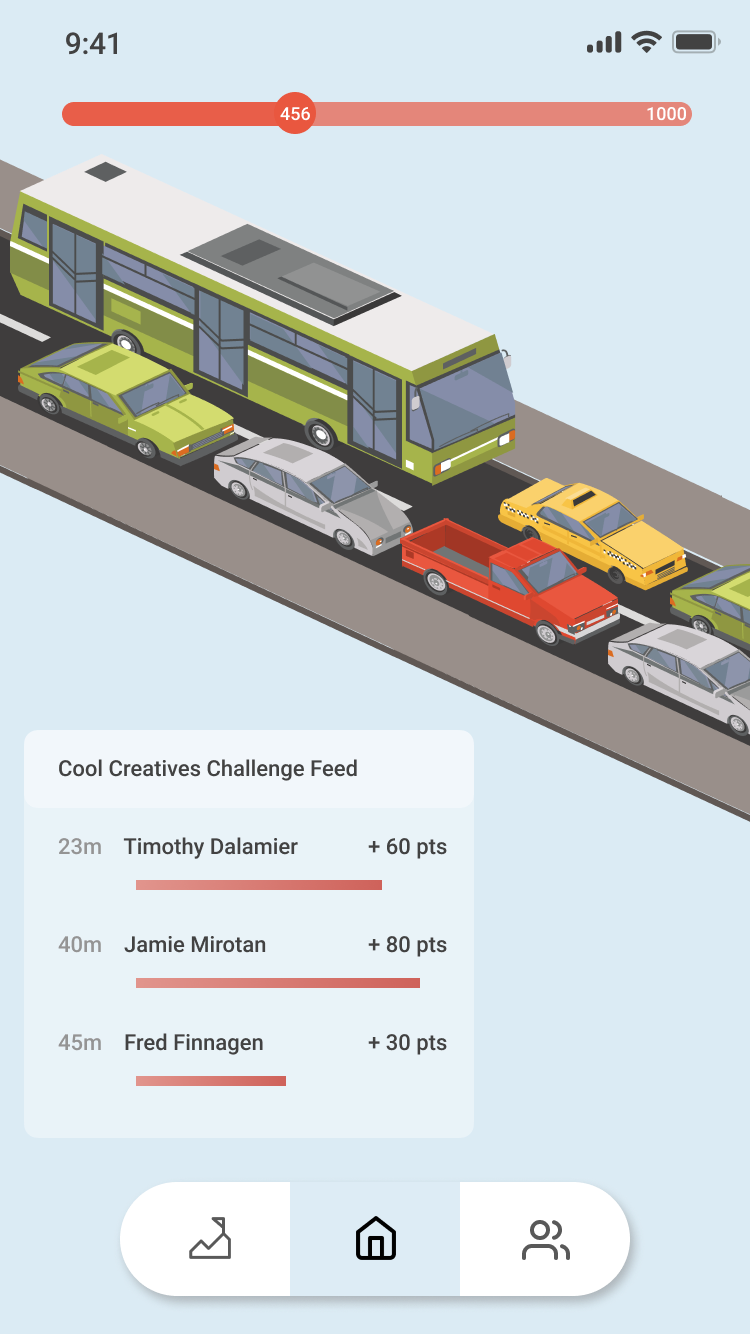 9:41
456
1000
Cool Creatives Challenge Feed
23m Timothy Dalamier + 60 pts
40m Jamie Mirotan + 80 pts
45m Fred Finnagen + 30 pts